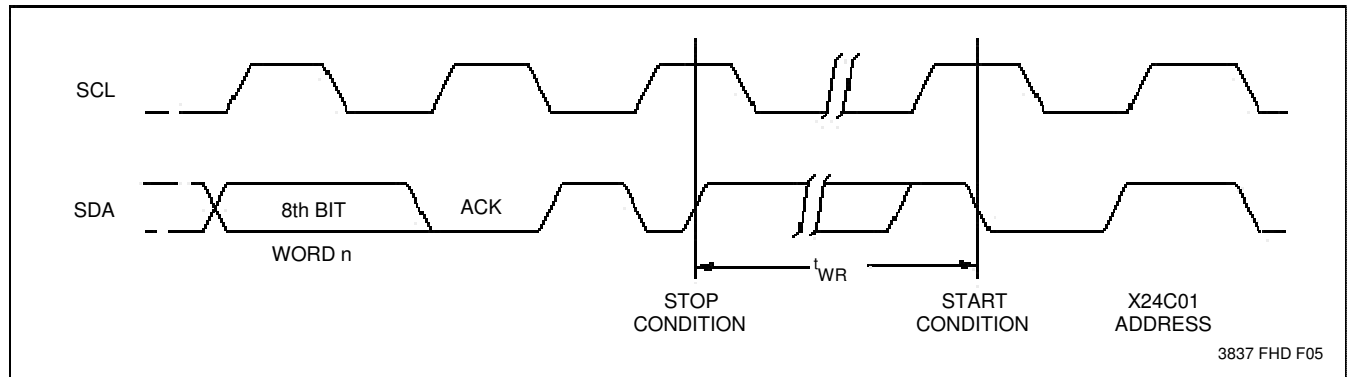 SCL
SDA
8th BIT
ACK
WORD n
tWR
STOP
CONDITION
START
CONDITION
X24C01
ADDRESS
3837 FHD F05